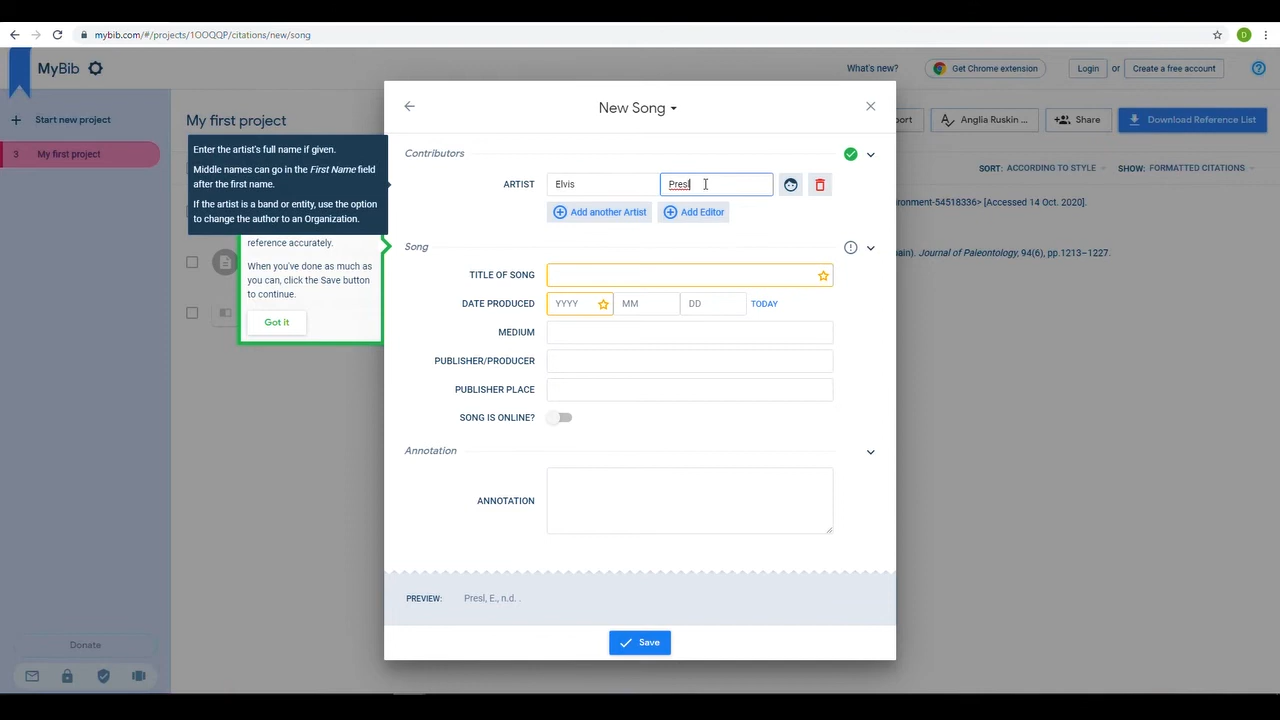 mybib.com/#/projects/1OOQQP/citations/new/song
D
MyBib
What's new?
Get Chrome extension
Login or Create a free account
Start new project
3 My first project
My first project
port
Anglia Ruskin ...
Share
Download Reference List
SORT: ACCORDING TO STYLE
SHOW: FORMATTED CITATIONS
Enter the artist's full name if given.
Middle names can go in the First Name field
after the first name.
If the artist is a band or entity, use the option
to change the author to an Organization.
reference accurately.
When you've done as much as
you can, click the Save button
to continue.
Got it
New Song
Contributors
ARTIST Elvis Presl
Add another Artist Add Editor
Song
TITLE OF SONG
DATE PRODUCED YYYY MM DD TODAY
MEDIUM
PUBLISHER/PRODUCER
PUBLISHER PLACE
SONG IS ONLINE?
Annotation
ANNOTATION
PREVIEW: Presl, E., n.d. .
Save
ronment-54518336> [Accessed 14 Oct. 2020].
ain). Journal of Paleontology, 94(6), pp.1213–1227.
Donate